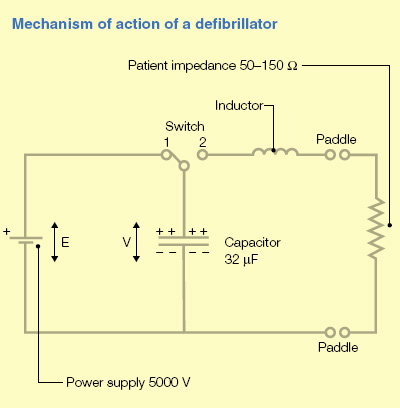 Mechanism of action of a defibrillator
Patient impedance 50–150 Ω
Inductor
Switch
1 2
Paddle
+
E
V
+ + + +
– – – –
Capacitor
32 µF
Paddle
Power supply 5000 V